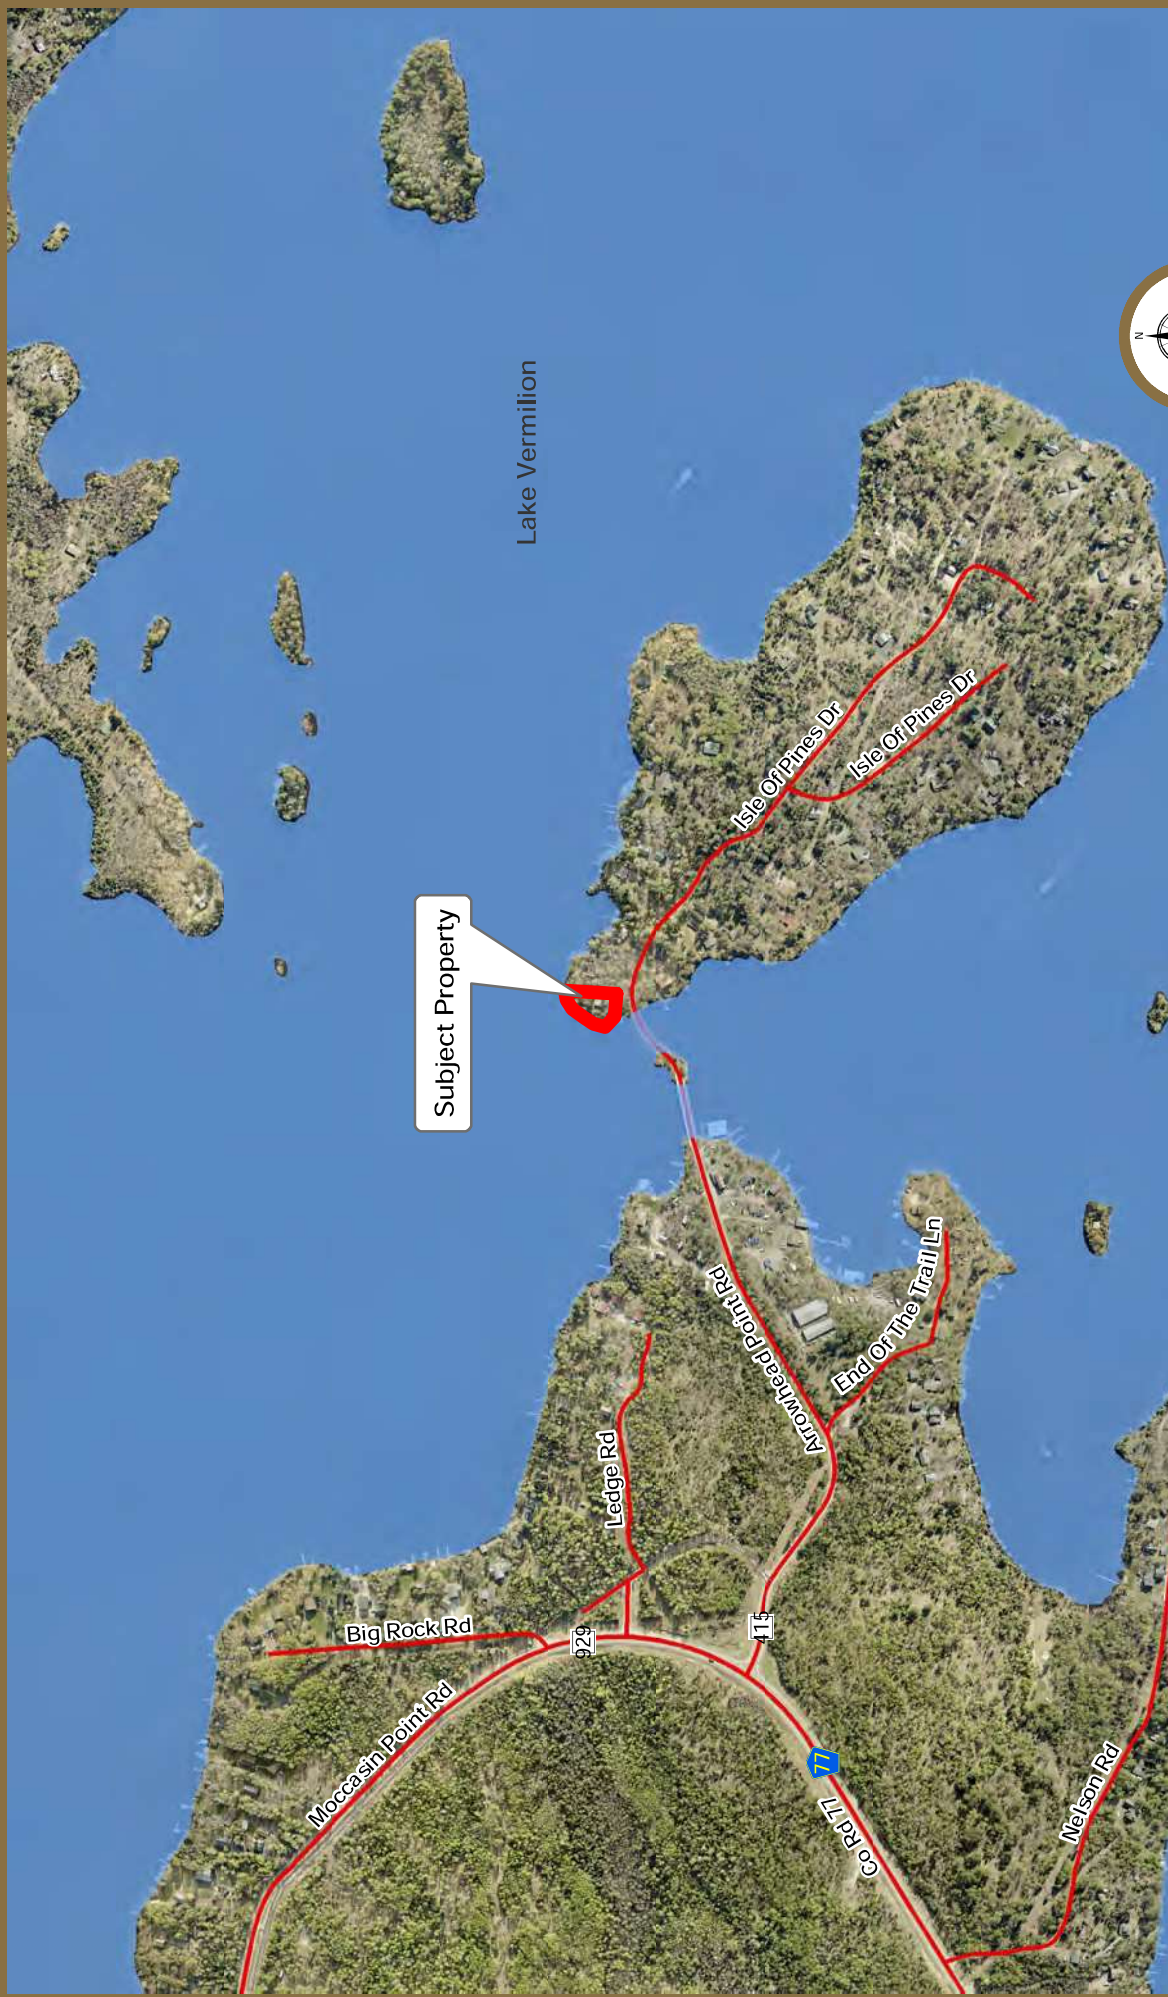 Lake Vermilion
Subject Property
Isle Of Pines Dr
Isle Of Pines Dr
Arrowhead Point Rd
End Of The Trail Ln
Ledge Rd
Big Rock Rd
929
415
Moccasin Point Rd
77
Co Rd 77
Nelson Rd
N